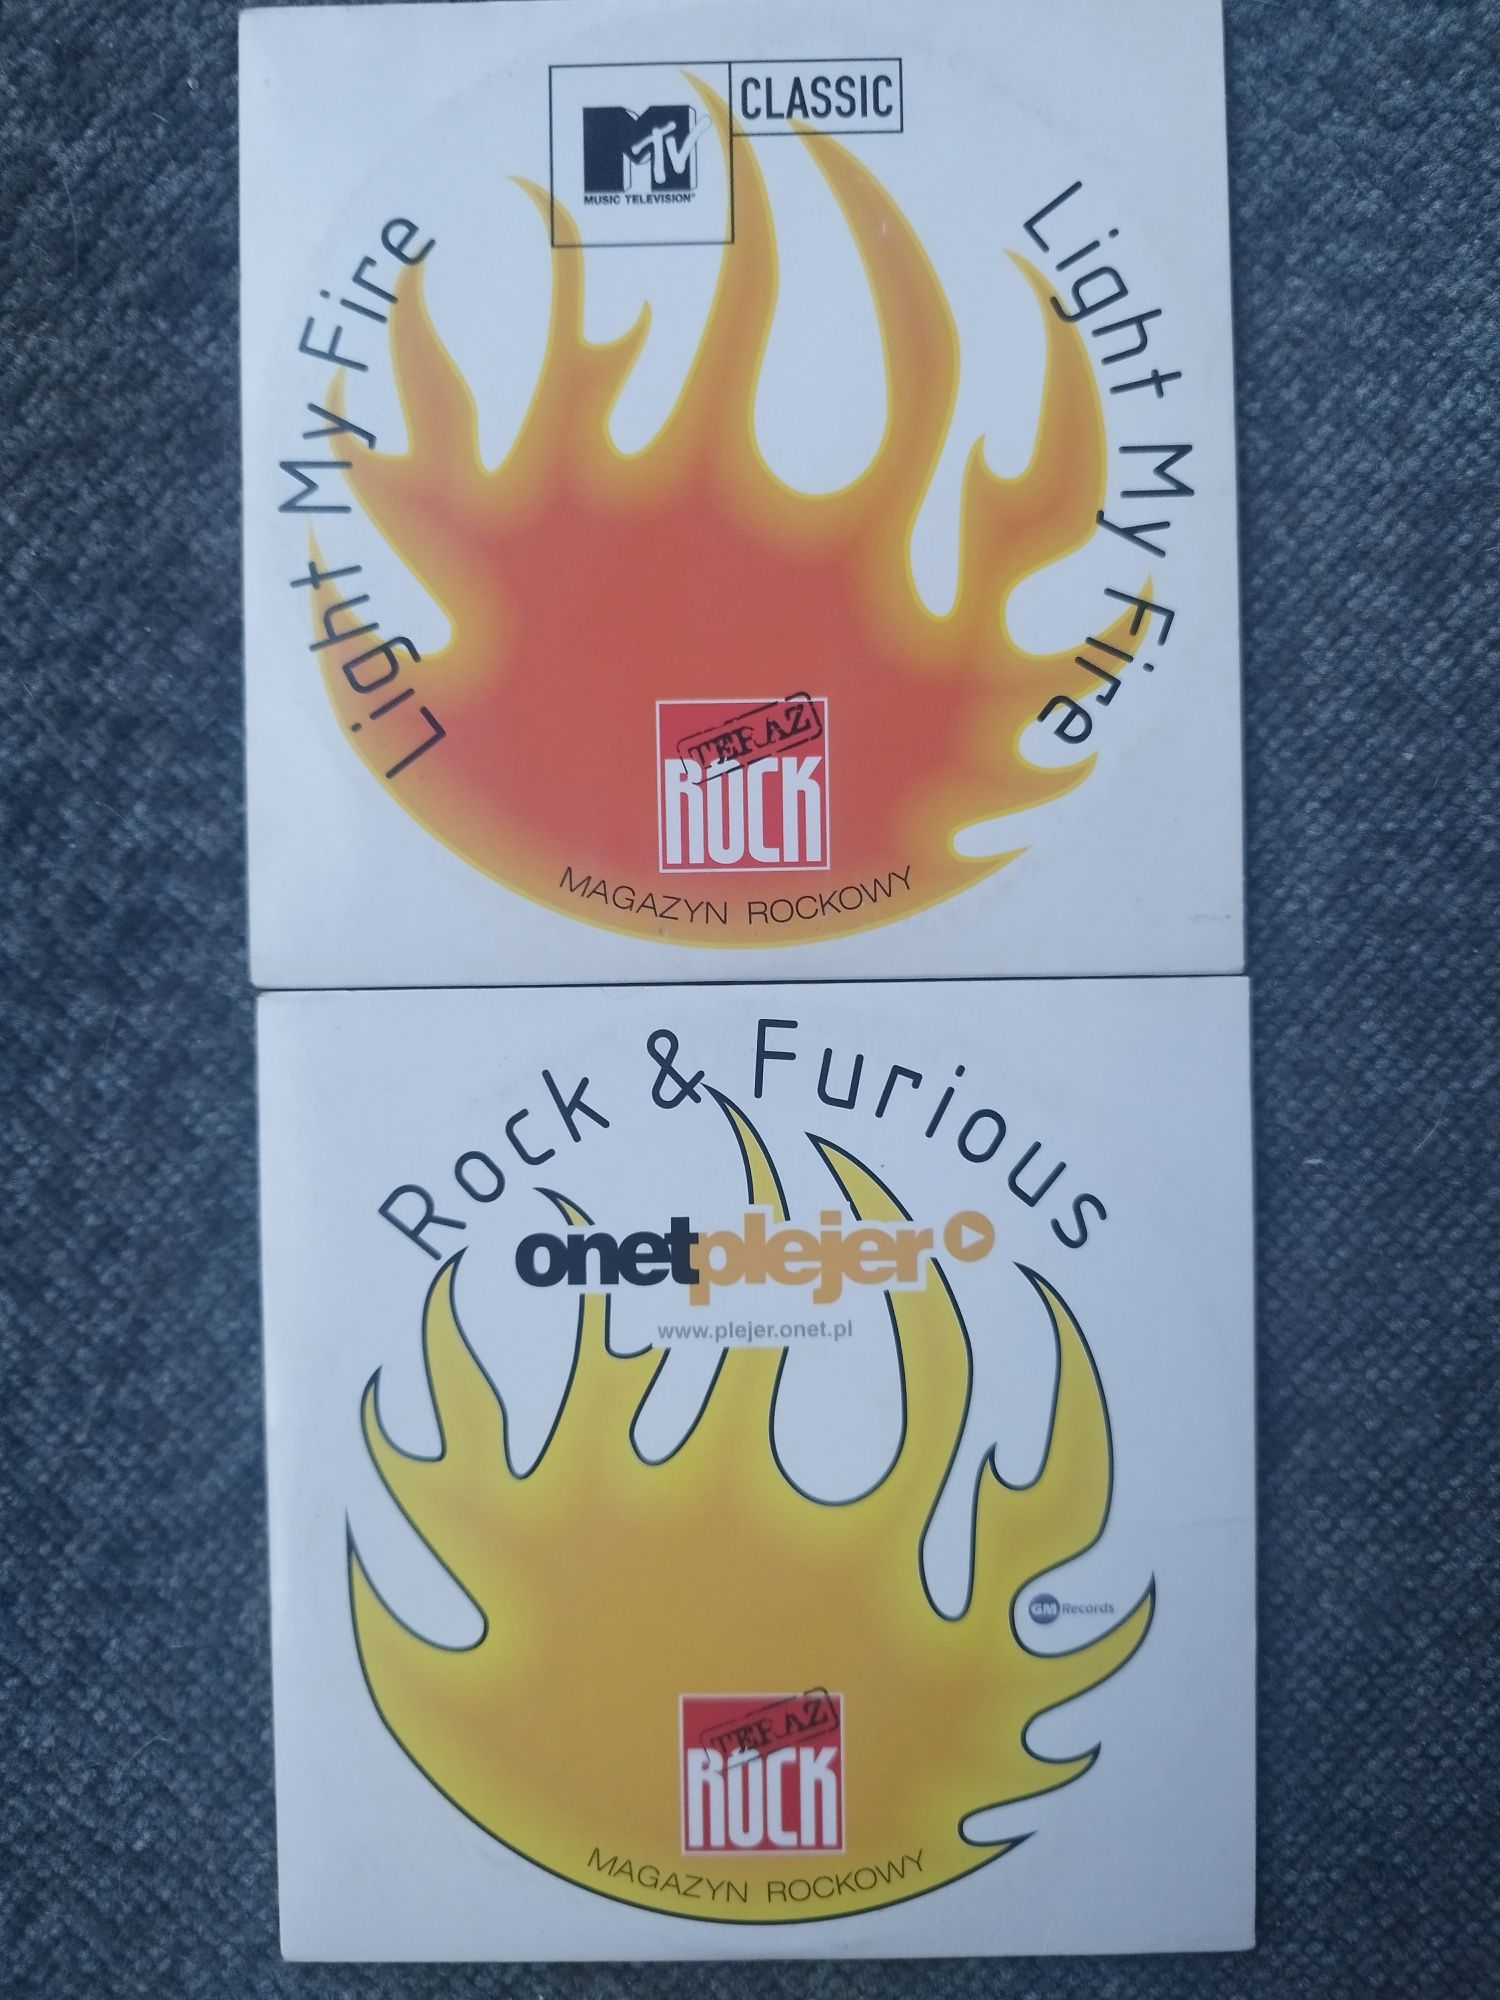 MTV
MUSIC TELEVISION®
CLASSIC
Light My Fire
Light My Fire
TERAZ
ROCK
MAGAZYN ROCKOWY
Rock & Furious
onetplejer
www.plejer.onet.pl
GM Records
TERAZ
ROCK
MAGAZYN ROCKOWY